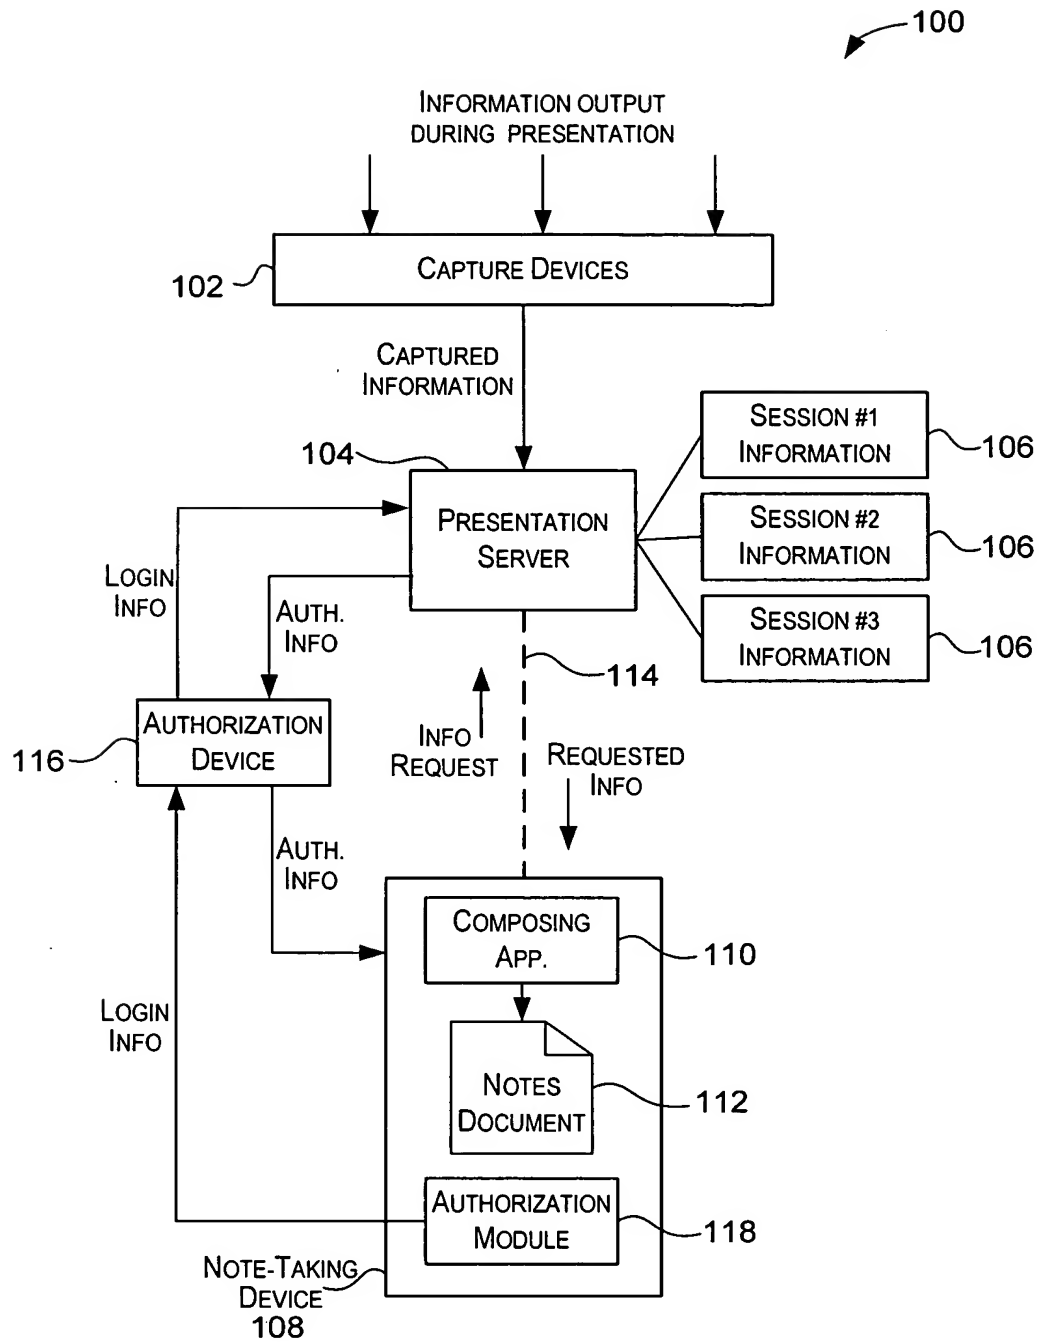 100
INFORMATION OUTPUT
DURING PRESENTATION
CAPTURE DEVICES
102
CAPTURED
INFORMATION
104
PRESENTATION
SERVER
SESSION #1
INFORMATION
106
SESSION #2
INFORMATION
106
SESSION #3
INFORMATION
106
LOGIN
INFO
AUTH.
INFO
114
AUTHORIZATION
DEVICE
116
INFO
REQUEST
REQUESTED
INFO
AUTH.
INFO
COMPOSING
APP.
110
LOGIN
INFO
NOTES
DOCUMENT
112
AUTHORIZATION
MODULE
118
NOTE-TAKING
DEVICE
108